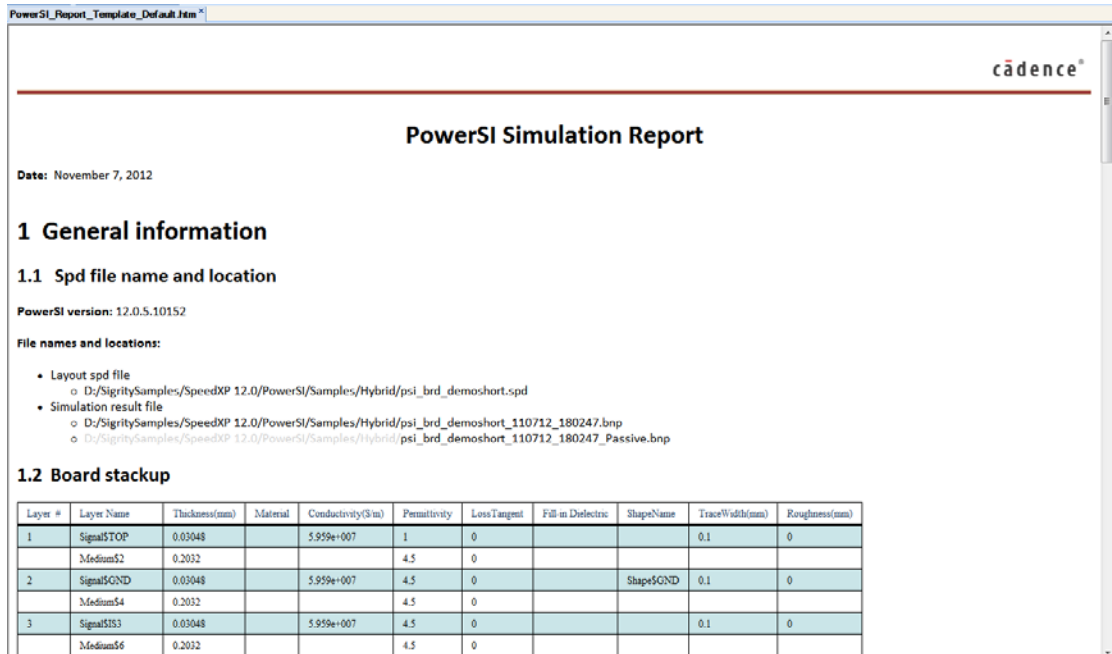 PowerSI_Report_Template_Default.htm ×
cādence®
PowerSI Simulation Report
Date: November 7, 2012
1 General information
1.1 Spd file name and location
PowerSI version: 12.0.5.10152
File names and locations:
• Layout spd file
o D:/SigritySamples/SpeedXP 12.0/PowerSI/Samples/Hybrid/psi_brd_demoshort.spd
• Simulation result file
o D:/SigritySamples/SpeedXP 12.0/PowerSI/Samples/Hybrid/psi_brd_demoshort_110712_180247.bnp
o D:/SigritySamples/SpeedXP 12.0/PowerSI/Samples/Hybrid/psi_brd_demoshort_110712_180247_Passive.bnp
1.2 Board stackup
Layer # Layer Name Thickness(mm) Material Conductivity(S/m) Permittivity LossTangent Fill-in Dielectric ShapeName TraceWidth(mm) Roughness(mm)
1 Signal$TOP 0.03048 5.959e+007 1 0 0.1 0
Medium$2 0.2032 4.5 0
2 Signal$GND 0.03048 5.959e+007 4.5 0 Shape$GND 0.1 0
Medium$4 0.2032 4.5 0
3 Signal$IS3 0.03048 5.959e+007 4.5 0 0.1 0
Medium$6 0.2032 4.5 0